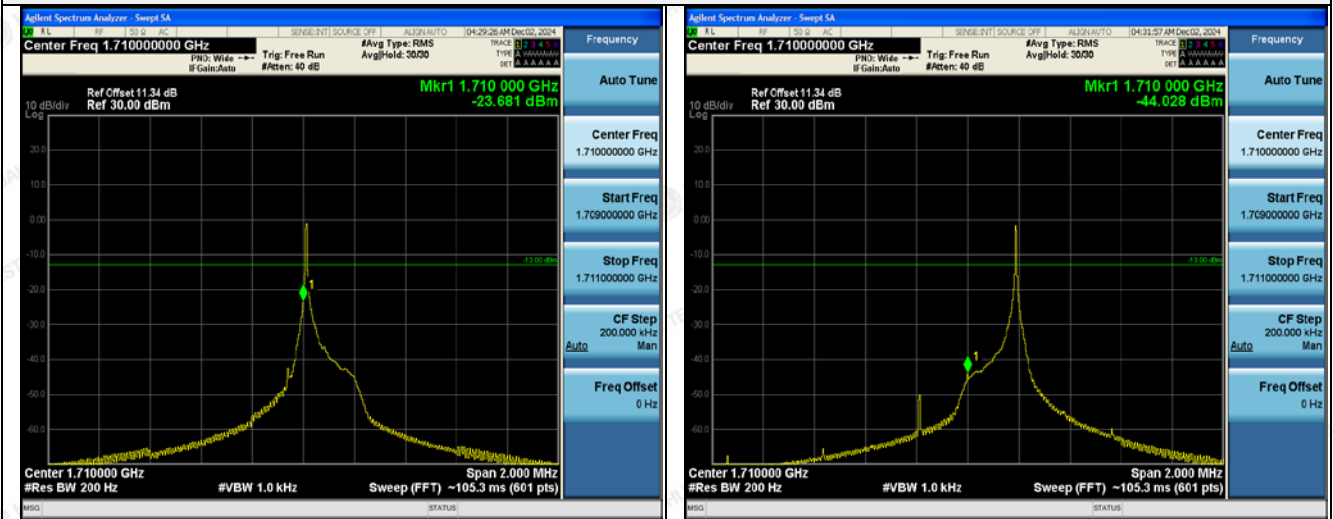 Agilent Spectrum Analyzer - Swept SA
RL RF 50 Ω AC SENSE:INT SOURCE OFF ALIGN AUTO 04:29:26 AM Dec 02, 2024
Center Freq 1.710000000 GHz
#Avg Type: RMS
TRACE 1 2 3 4 5 6
PNO: Wide
Trig: Free Run
Avg|Hold: 30/30
TYPE A
IFGain:Auto
#Atten: 40 dB
DET A A A A A A
Mkr1 1.710 000 GHz
-23.681 dBm
Ref Offset 11.34 dB
10 dB/div Ref 30.00 dBm
Log
20.0
10.0
0.00
-10.0
-13.00 dBm
-20.0
1
-30.0
-40.0
-50.0
-60.0
Center 1.710000 GHz Span 2.000 MHz
#Res BW 200 Hz #VBW 1.0 kHz Sweep (FFT) ~105.3 ms (601 pts)
MSG STATUS
Frequency
Auto Tune
Center Freq
1.710000000 GHz
Start Freq
1.709000000 GHz
Stop Freq
1.711000000 GHz
CF Step
200.000 kHz
Auto Man
Freq Offset
0 Hz
Agilent Spectrum Analyzer - Swept SA
RL RF 50 Ω AC SENSE:INT SOURCE OFF ALIGN AUTO 04:31:57 AM Dec 02, 2024
Center Freq 1.710000000 GHz
#Avg Type: RMS
TRACE 1 2 3 4 5 6
PNO: Wide
Trig: Free Run
Avg|Hold: 30/30
TYPE A
IFGain:Auto
#Atten: 40 dB
DET A A A A A A
Mkr1 1.710 000 GHz
-44.028 dBm
Ref Offset 11.34 dB
10 dB/div Ref 30.00 dBm
Log
20.0
10.0
0.00
-10.0
-13.00 dBm
-20.0
-30.0
-40.0
1
-50.0
-60.0
Center 1.710000 GHz Span 2.000 MHz
#Res BW 200 Hz #VBW 1.0 kHz Sweep (FFT) ~105.3 ms (601 pts)
MSG STATUS
Frequency
Auto Tune
Center Freq
1.710000000 GHz
Start Freq
1.709000000 GHz
Stop Freq
1.711000000 GHz
CF Step
200.000 kHz
Auto Man
Freq Offset
0 Hz